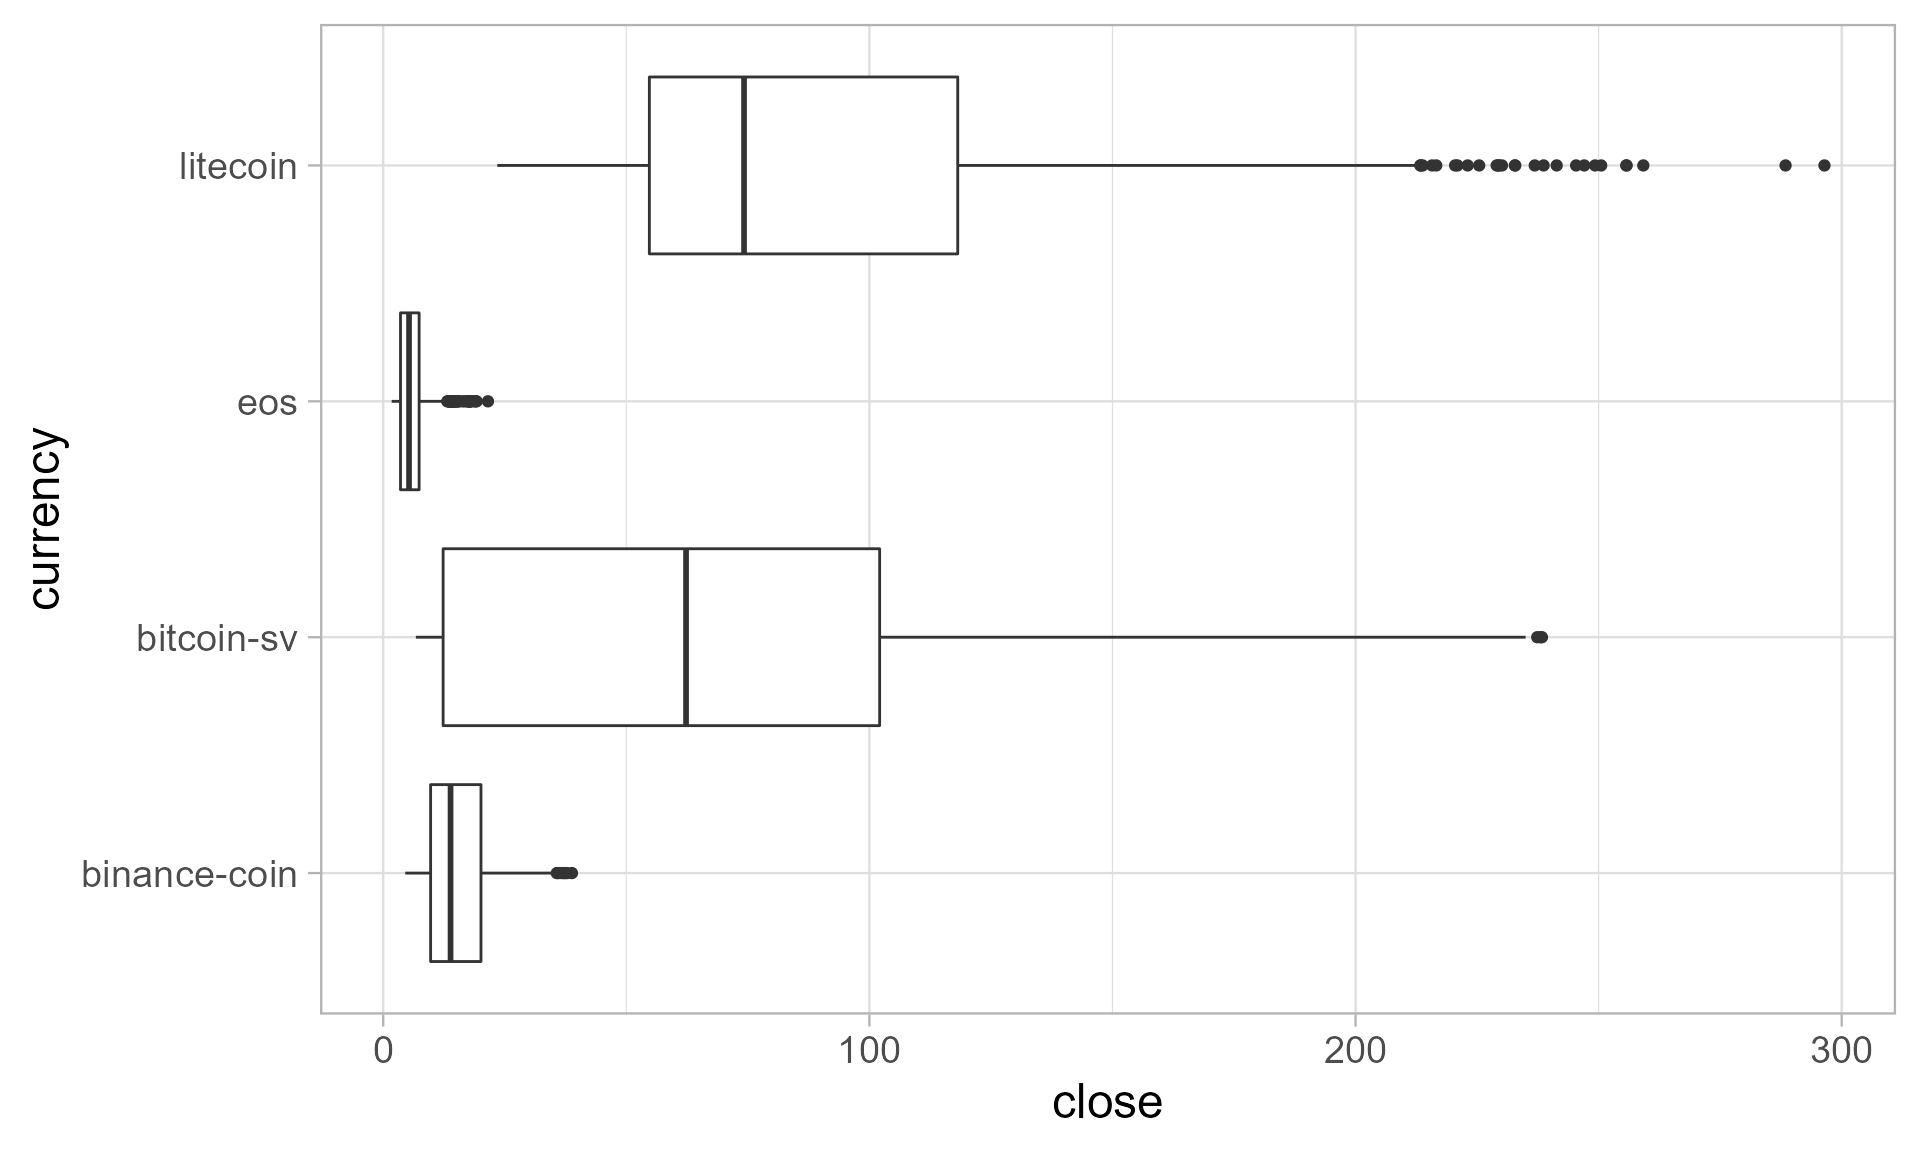 litecoin
eos
bitcoin-sv
binance-coin
currency
0 100 200 300
close